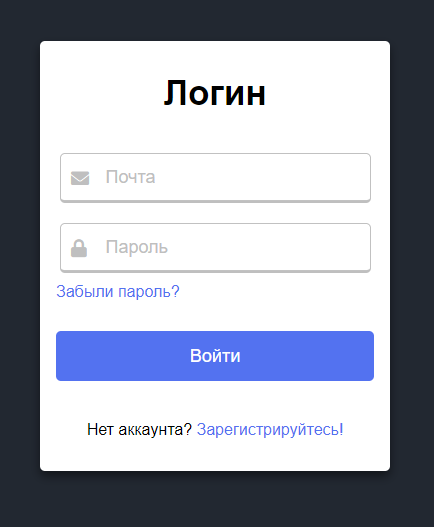 Логин
Почта
Пароль
Забыли пароль?
Войти
Нет аккаунта? Зарегистрируйтесь!